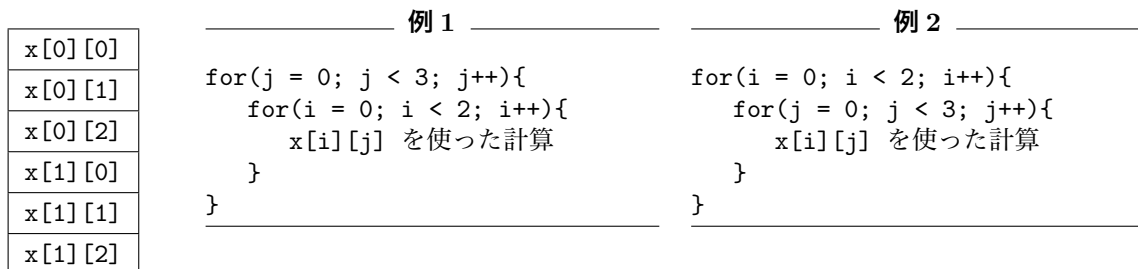 x[0][0]
x[0][1]
x[0][2]
x[1][0]
x[1][1]
x[1][2]
例 1
for(j = 0; j < 3; j++){
   for(i = 0; i < 2; i++){
      x[i][j] を使った計算
   }
}
例 2
for(i = 0; i < 2; i++){
   for(j = 0; j < 3; j++){
      x[i][j] を使った計算
   }
}